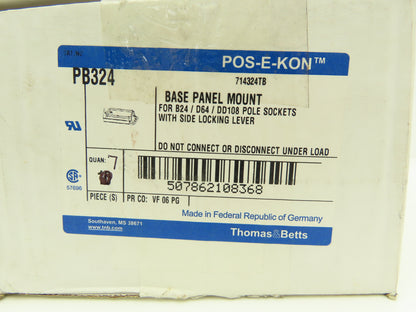 CAT. NO.
POS-E-KON™
PB324
714324TB
BASE PANEL MOUNT
FOR B24 / D64 / DD108 POLE SOCKETS
WITH SIDE LOCKING LEVER
DO NOT CONNECT OR DISCONNECT UNDER LOAD
QUAN:
7
507862108368
57696
PIECE (S)
PR CO: VF 06 PG
Made in Federal Republic of Germany
Southaven, MS 38671
www.tnb.com
Thomas&Betts